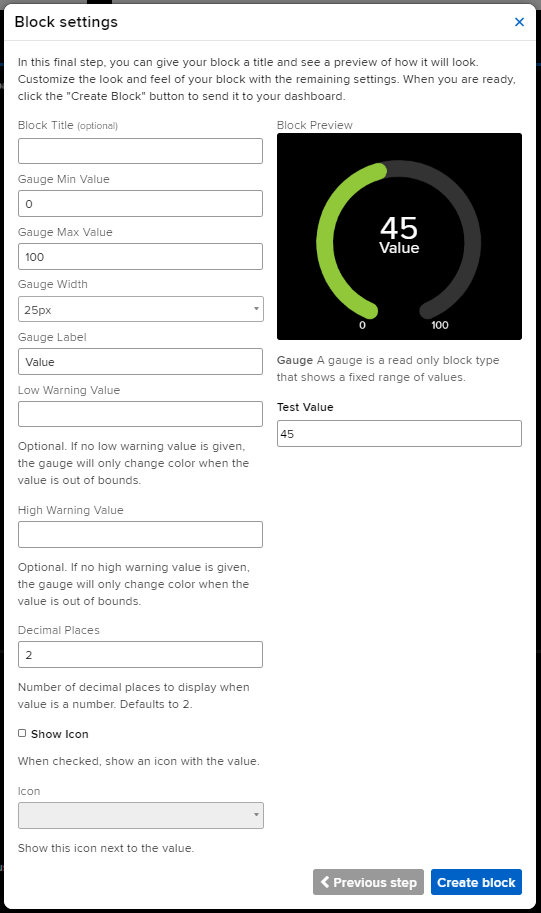 Block settings ×
In this final step, you can give your block a title and see a preview of how it will look.
Customize the look and feel of your block with the remaining settings. When you are ready,
click the "Create Block" button to send it to your dashboard.
Block Title (optional)
Gauge Min Value
0
Gauge Max Value
100
Gauge Width
25px
Gauge Label
Value
Low Warning Value
Optional. If no low warning value is given,
the gauge will only change color when the
value is out of bounds.
High Warning Value
Optional. If no high warning value is given,
the gauge will only change color when the
value is out of bounds.
Decimal Places
2
Number of decimal places to display when
value is a number. Defaults to 2.
Show Icon
When checked, show an icon with the value.
Icon
Show this icon next to the value.
Block Preview
45
Value
0 100
Gauge A gauge is a read only block type
that shows a fixed range of values.
Test Value
45
Previous step Create block